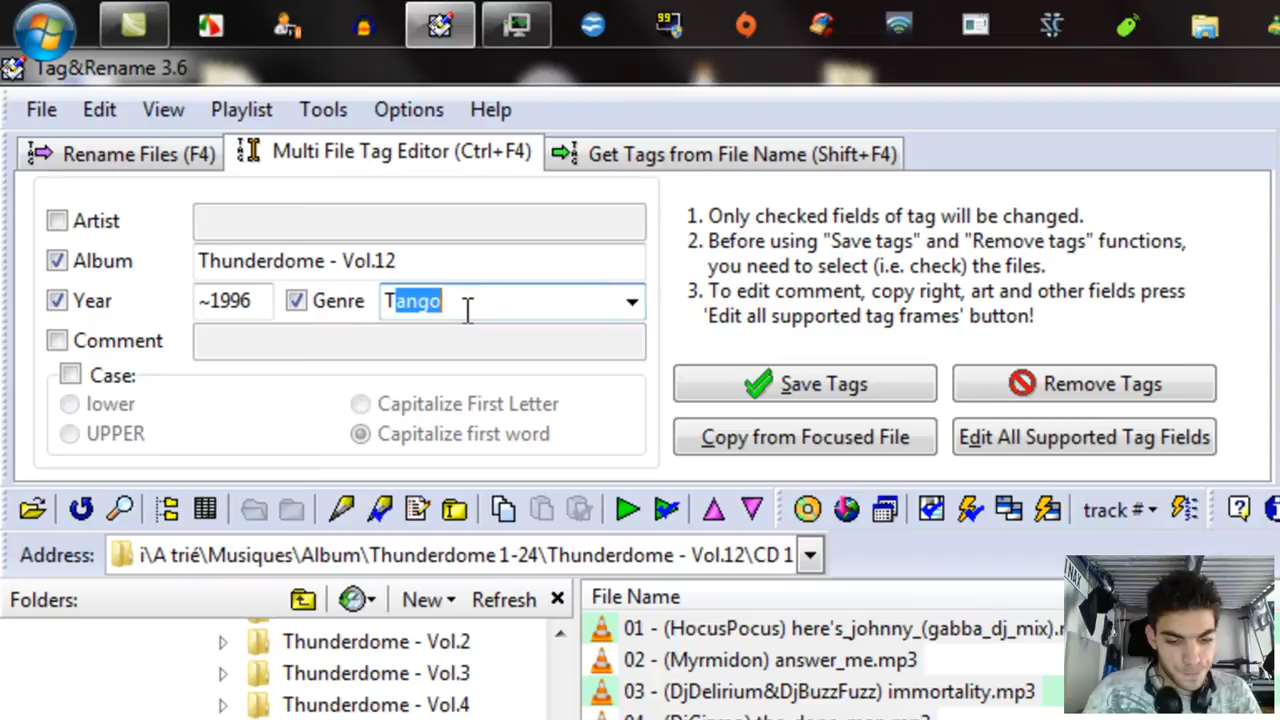 99
Tag&Rename 3.6
File Edit View Playlist Tools Options Help
Rename Files (F4) Multi File Tag Editor (Ctrl+F4) Get Tags from File Name (Shift+F4)
Artist
Album Thunderdome - Vol.12
Year ~1996 Genre Tango
Comment
Case:
lower Capitalize First Letter
UPPER Capitalize first word
1. Only checked fields of tag will be changed.
2. Before using "Save tags" and "Remove tags" functions,
you need to select (i.e. check) the files.
3. To edit comment, copy right, art and other fields press
'Edit all supported tag frames' button!
Save Tags Remove Tags
Copy from Focused File Edit All Supported Tag Fields
track #
Address: i\A trié\Musiques\Album\Thunderdome 1-24\Thunderdome - Vol.12\CD 1
Folders: New Refresh
Thunderdome - Vol.2
Thunderdome - Vol.3
Thunderdome - Vol.4
File Name
01 - (HocusPocus) here's_johnny_(gabba_dj_mix).
02 - (Myrmidon) answer_me.mp3
03 - (DjDelirium&DjBuzzFuzz) immortality.mp3